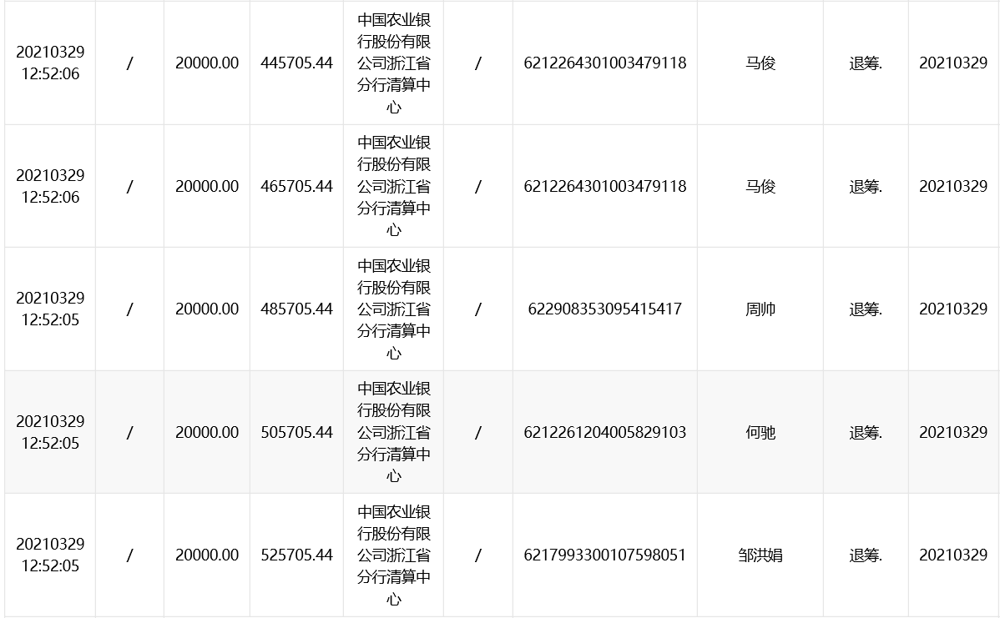 20210329
12:52:06
/
20000.00
445705.44
中国农业银
行股份有限
公司浙江省
分行清算中
心
/
6212264301003479118
马俊
退筹.
20210329
20210329
12:52:06
/
20000.00
465705.44
中国农业银
行股份有限
公司浙江省
分行清算中
心
/
6212264301003479118
马俊
退筹.
20210329
20210329
12:52:05
/
20000.00
485705.44
中国农业银
行股份有限
公司浙江省
分行清算中
心
/
622908353095415417
周帅
退筹.
20210329
20210329
12:52:05
/
20000.00
505705.44
中国农业银
行股份有限
公司浙江省
分行清算中
心
/
6212261204005829103
何驰
退筹.
20210329
20210329
12:52:05
/
20000.00
525705.44
中国农业银
行股份有限
公司浙江省
分行清算中
心
/
6217993300107598051
邹洪娟
退筹.
20210329